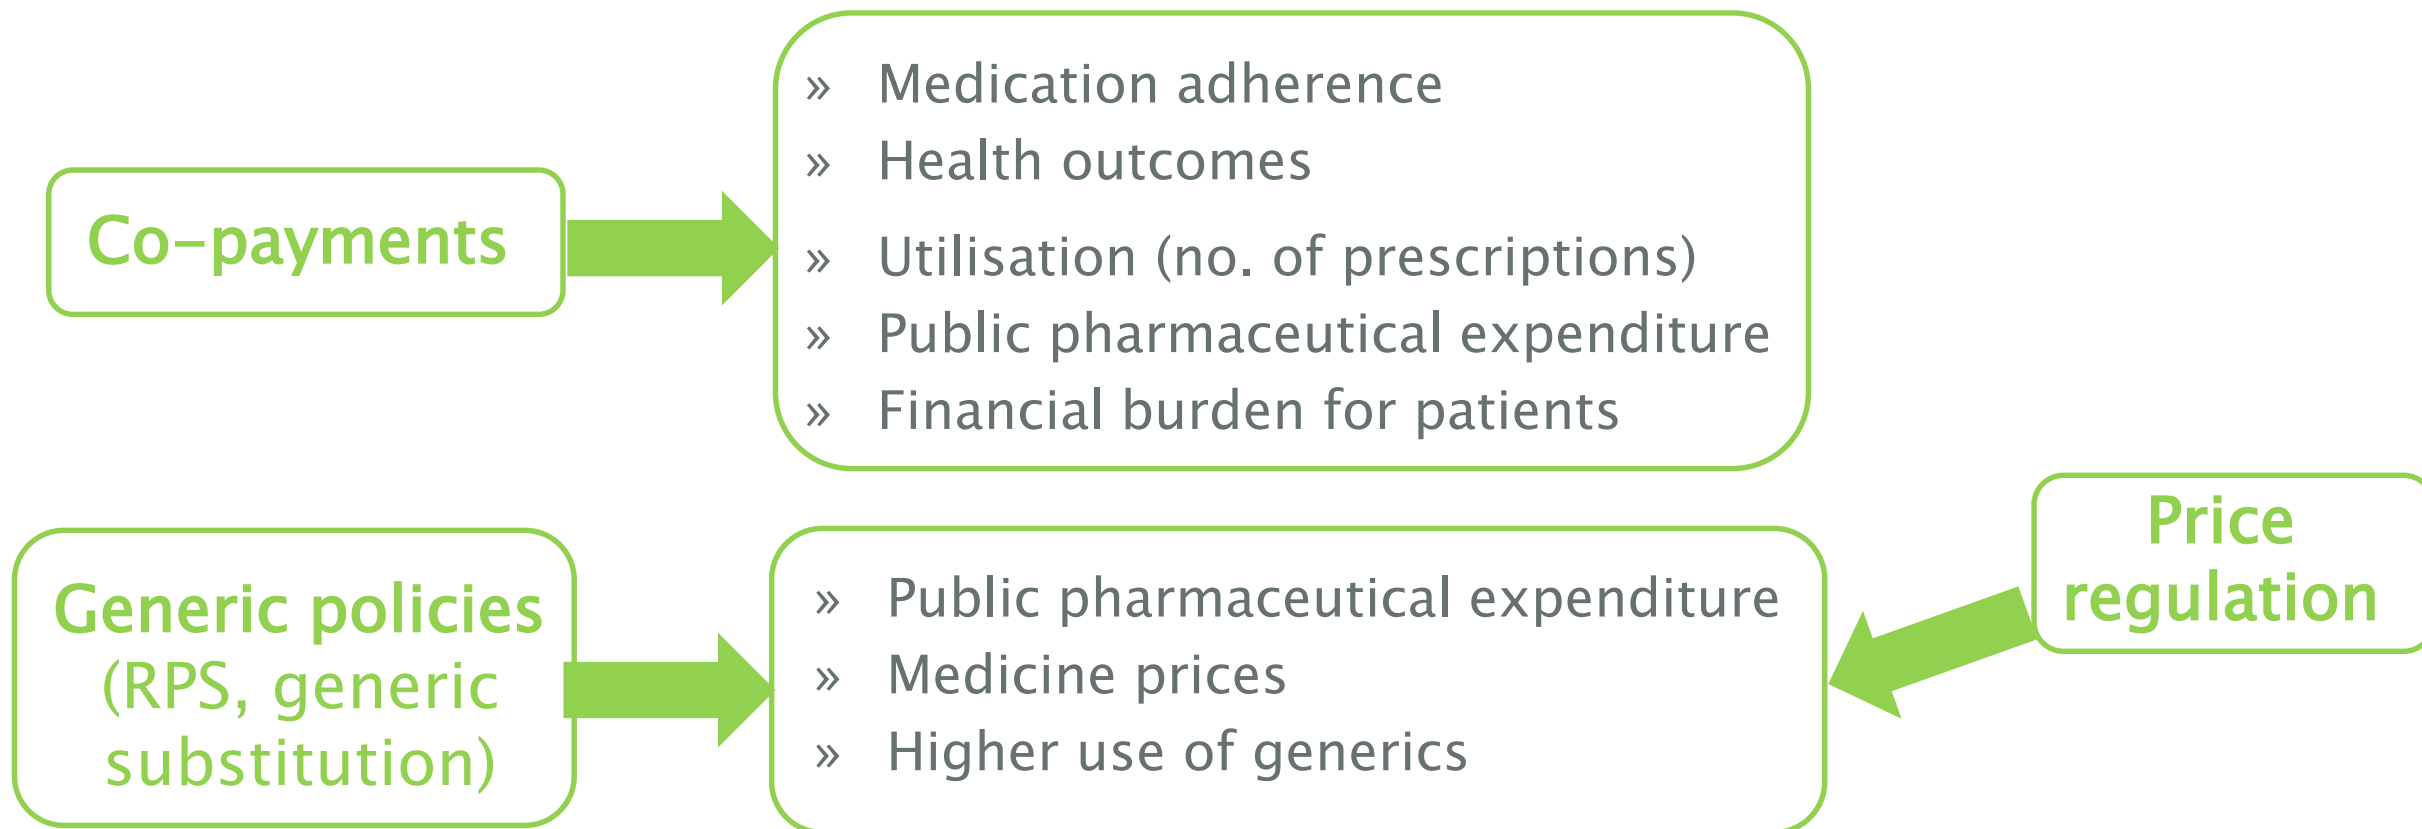 Co-payments
» Medication adherence
» Health outcomes
» Utilisation (no. of prescriptions)
» Public pharmaceutical expenditure
» Financial burden for patients
Generic policies
(RPS, generic
substitution)
» Public pharmaceutical expenditure
» Medicine prices
» Higher use of generics
Price
regulation